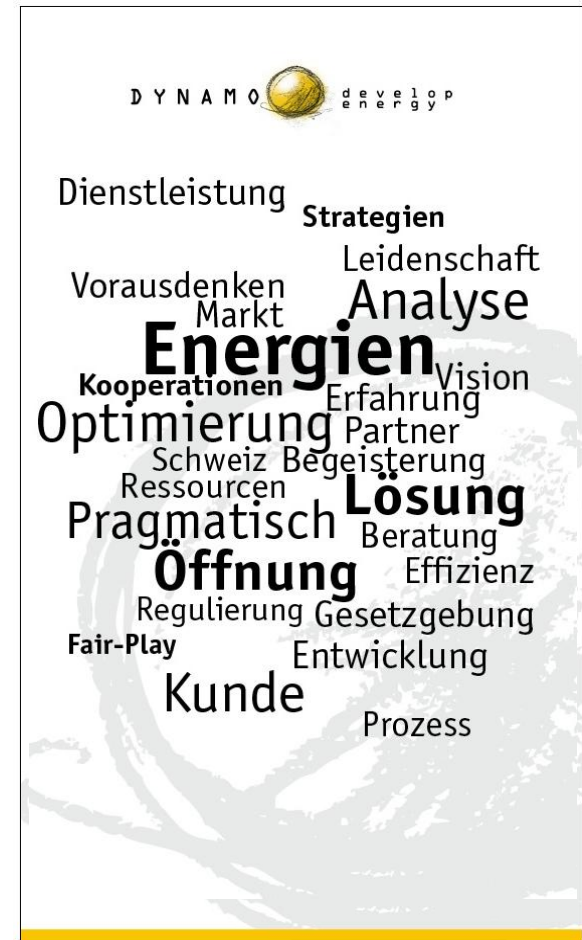 DYNAMO develop
energy
Dienstleistung
Strategien
Leidenschaft
Vorausdenken
Analyse
Markt
Energien
Vision
Kooperationen
Erfahrung
Optimierung
Partner
Schweiz Begeisterung
Ressourcen
Lösung
Pragmatisch
Beratung
Öffnung
Effizienz
Regulierung Gesetzgebung
Fair-Play
Entwicklung
Kunde
Prozess